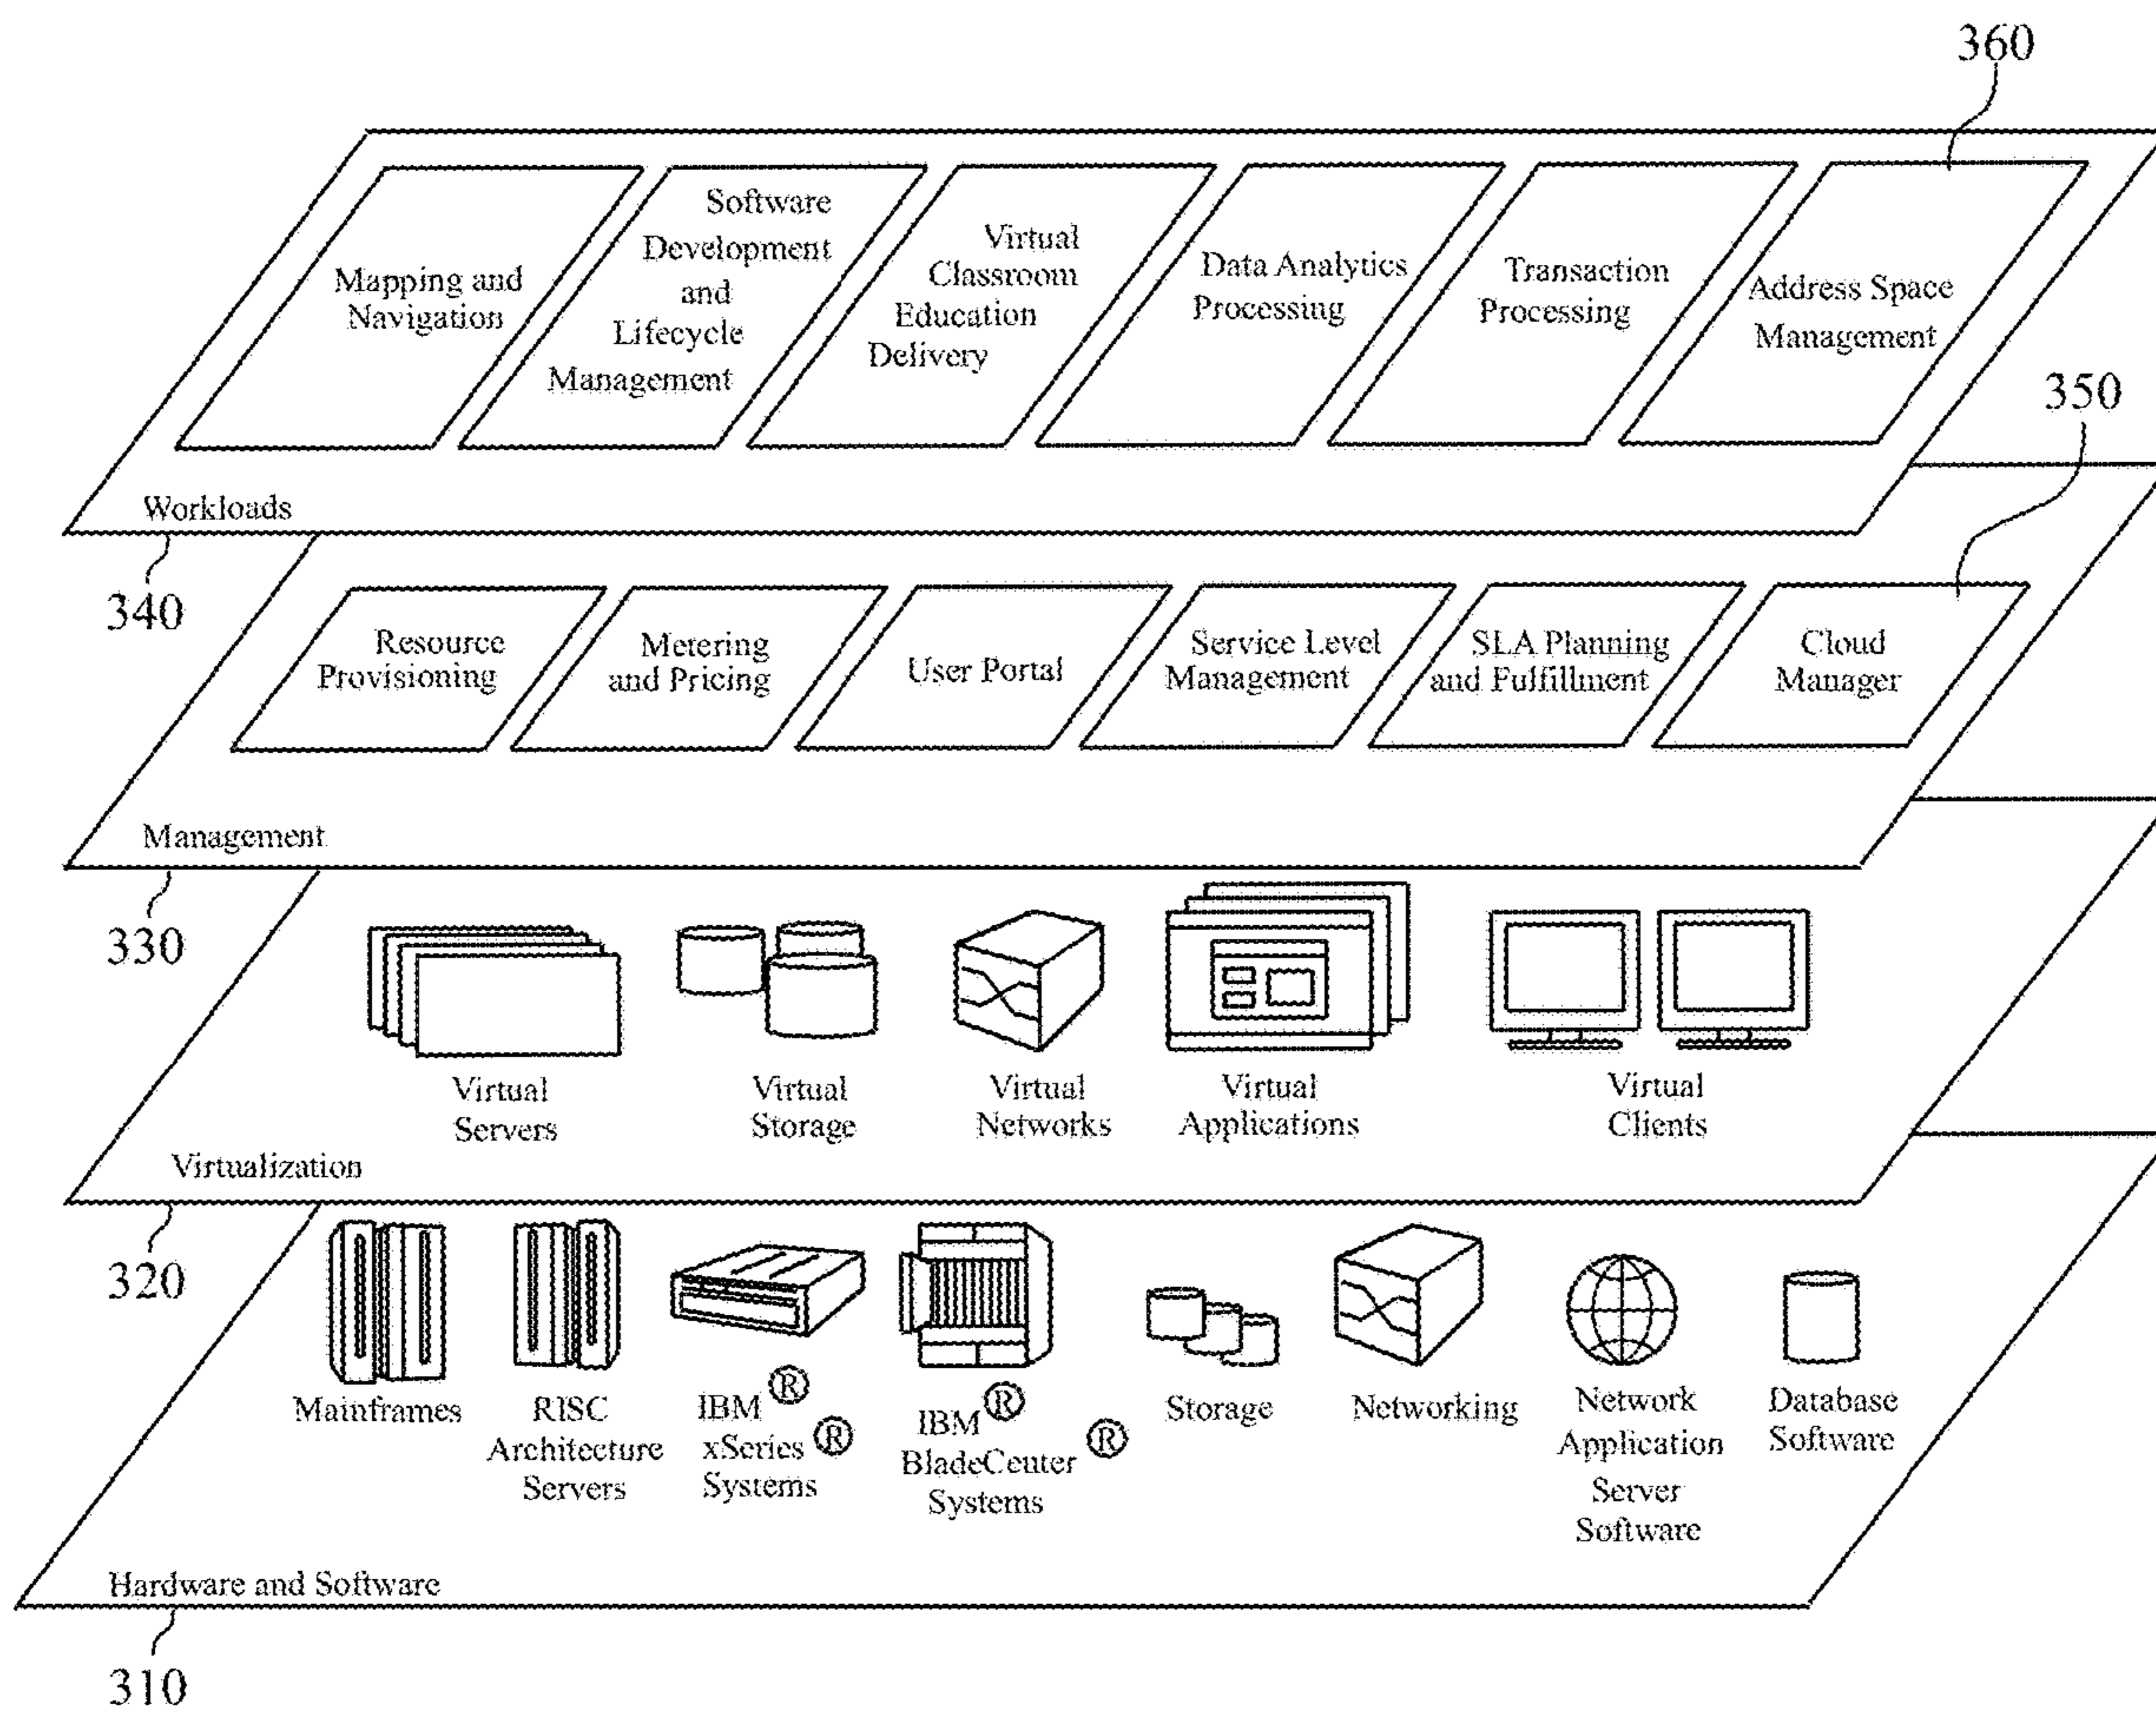 360
Mapping and
Navigation
Software
Development
and
Lifecycle
Management
Virtual
Classroom
Education
Delivery
Data Analytics
Processing
Transaction
Processing
Address Space
Management
350
Workloads
340
Resource
Provisioning
Metering
and Pricing
User Portal
Service Level
Management
SLA Planning
and Fulfillment
Cloud
Manager
Management
330
Virtual
Servers
Virtual
Storage
Virtual
Networks
Virtual
Applications
Virtual
Clients
Virtualization
320
Mainframes
RISC
Architecture
Servers
IBM ®
xSeries ®
Systems
IBM ®
BladeCenter ®
Systems
Storage
Networking
Network
Application
Server
Software
Database
Software
Hardware and Software
310